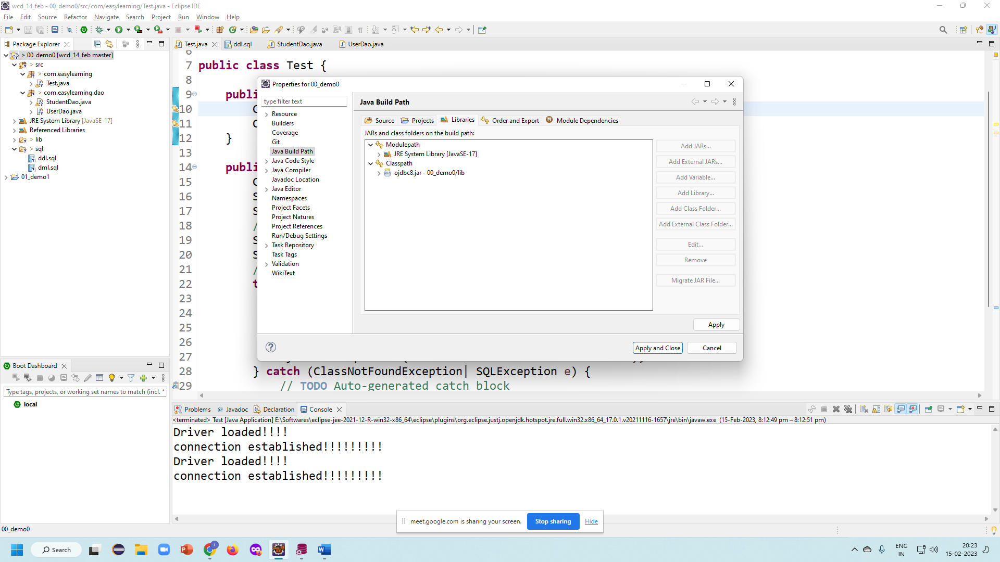 wcd_14_feb - 00_demo0/src/com/easylearning/Test.java - Eclipse IDE
File Edit Source Refactor Navigate Search Project Run Window Help
Package Explorer
> 00_demo0 [wcd_14_feb master]
> src
> com.easylearning
Test.java
> com.easylearning.dao
StudentDao.java
UserDao.java
JRE System Library [JavaSE-17]
Referenced Libraries
> lib
> sql
ddl.sql
dml.sql
01_demo1
Test.java ddl.sql StudentDao.java UserDao.java
6
7 public class Test {
8
9 publi
10 C
11 C
12 }
13
14 publi
15 C
16 S
17 S
18 /
19 S
20 S
21 /
22 t
23
24
25
26
27
28 } catch (ClassNotFoundException| SQLException e) {
29 // TODO Auto-generated catch block
Properties for 00_demo0
type filter text
Resource
Builders
Coverage
Git
Java Build Path
Java Code Style
Java Compiler
Javadoc Location
Java Editor
Namespaces
Project Facets
Project Natures
Project References
Run/Debug Settings
Task Repository
Task Tags
Validation
WikiText
Java Build Path
Source Projects Libraries Order and Export Module Dependencies
JARs and class folders on the build path:
Modulepath
JRE System Library [JavaSE-17]
Classpath
ojdbc8.jar - 00_demo0/lib
Add JARs...
Add External JARs...
Add Variable...
Add Library...
Add Class Folder...
Add External Class Folder...
Edit...
Remove
Migrate JAR File...
Apply
Apply and Close Cancel
Boot Dashboard
Type tags, projects, or working set names to match (incl. *
local
Problems @ Javadoc Declaration Console
<terminated> Test [Java Application] E:\Softwares\eclipse-jee-2021-12-R-win32-x86_64\eclipse\plugins\org.eclipse.justj.openjdk.hotspot.jre.full.win32.x86_64_17.0.1.v20211116-1657\jre\bin\javaw.exe (15-Feb-2023, 8:12:49 pm – 8:12:51 pm)
Driver loaded!!!!
connection established!!!!!!!!!
Driver loaded!!!!
connection established!!!!!!!!!
meet.google.com is sharing your screen. Stop sharing Hide
00_demo0
Search
ENG
IN
20:23
15-02-2023